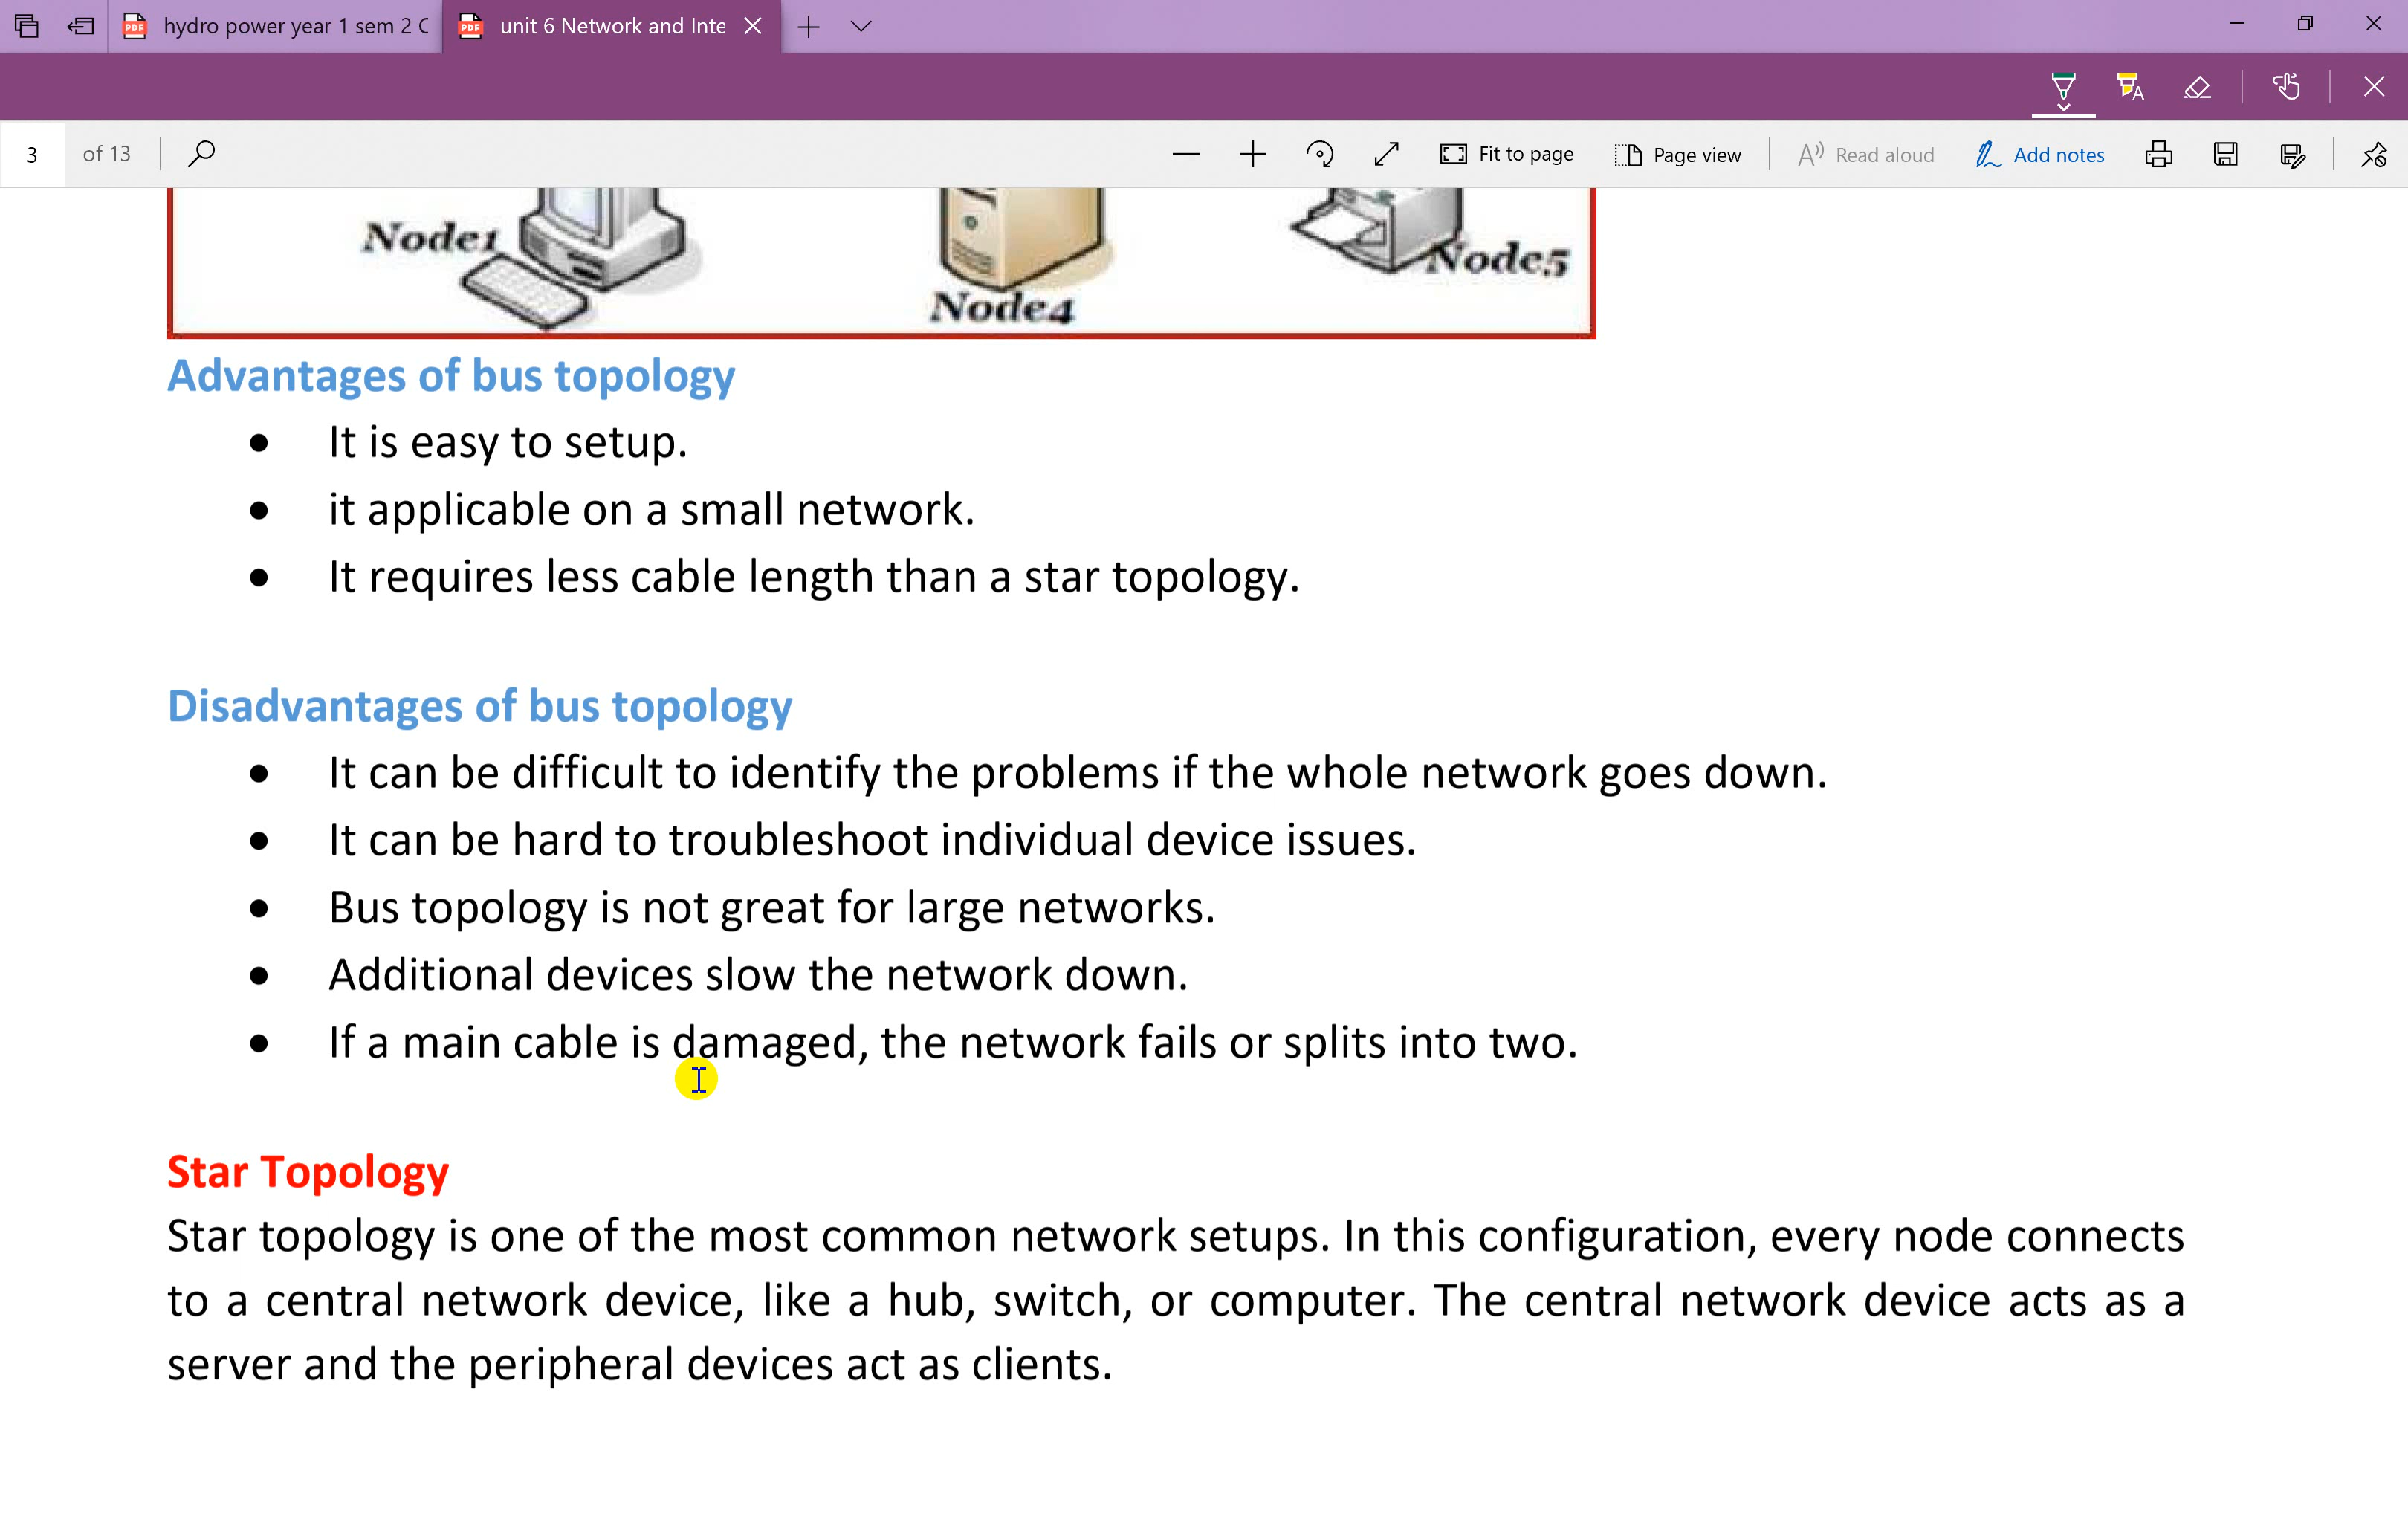 hydro power year 1 sem 2 C
unit 6 Network and Inte
3 of 13
Fit to page
Page view
Read aloud
Add notes
Node1
Node5
Node4
Advantages of bus topology
• It is easy to setup.
• it applicable on a small network.
• It requires less cable length than a star topology.
Disadvantages of bus topology
• It can be difficult to identify the problems if the whole network goes down.
• It can be hard to troubleshoot individual device issues.
• Bus topology is not great for large networks.
• Additional devices slow the network down.
• If a main cable is damaged, the network fails or splits into two.
Star Topology
Star topology is one of the most common network setups. In this configuration, every node connects
to a central network device, like a hub, switch, or computer. The central network device acts as a
server and the peripheral devices act as clients.